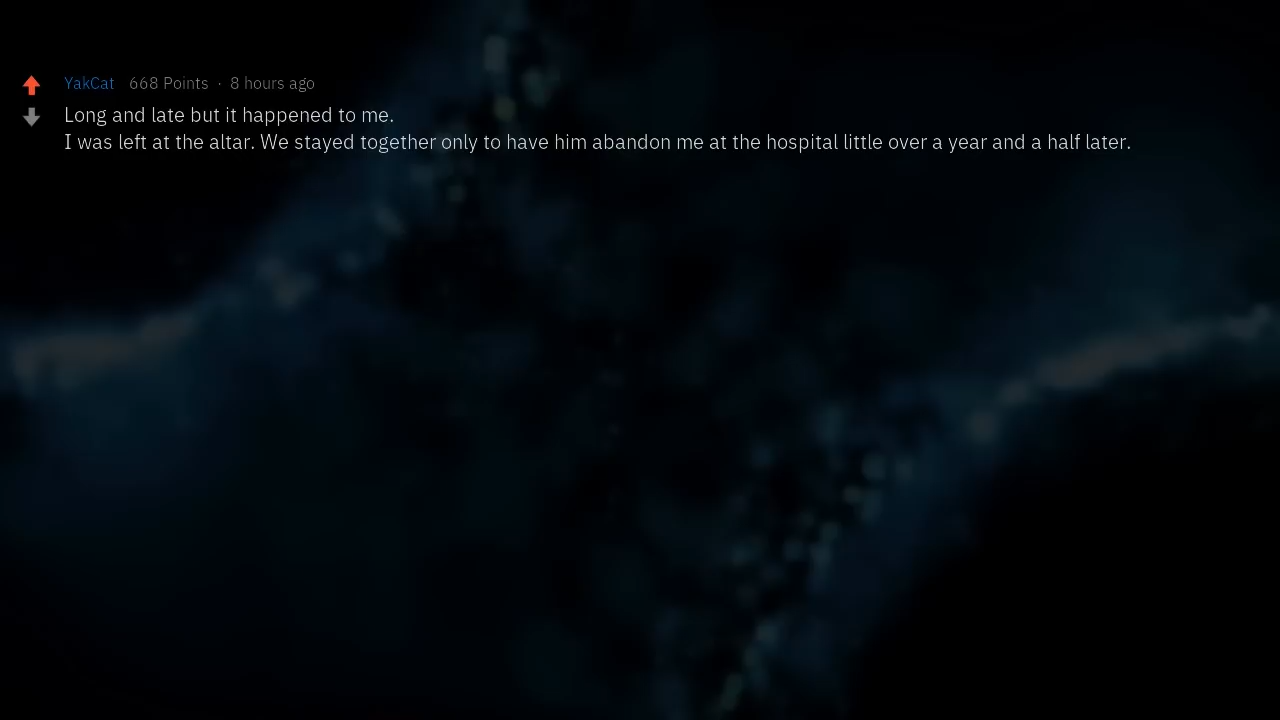 YakCat 668 Points · 8 hours ago
Long and late but it happened to me.
I was left at the altar. We stayed together only to have him abandon me at the hospital little over a year and a half later.